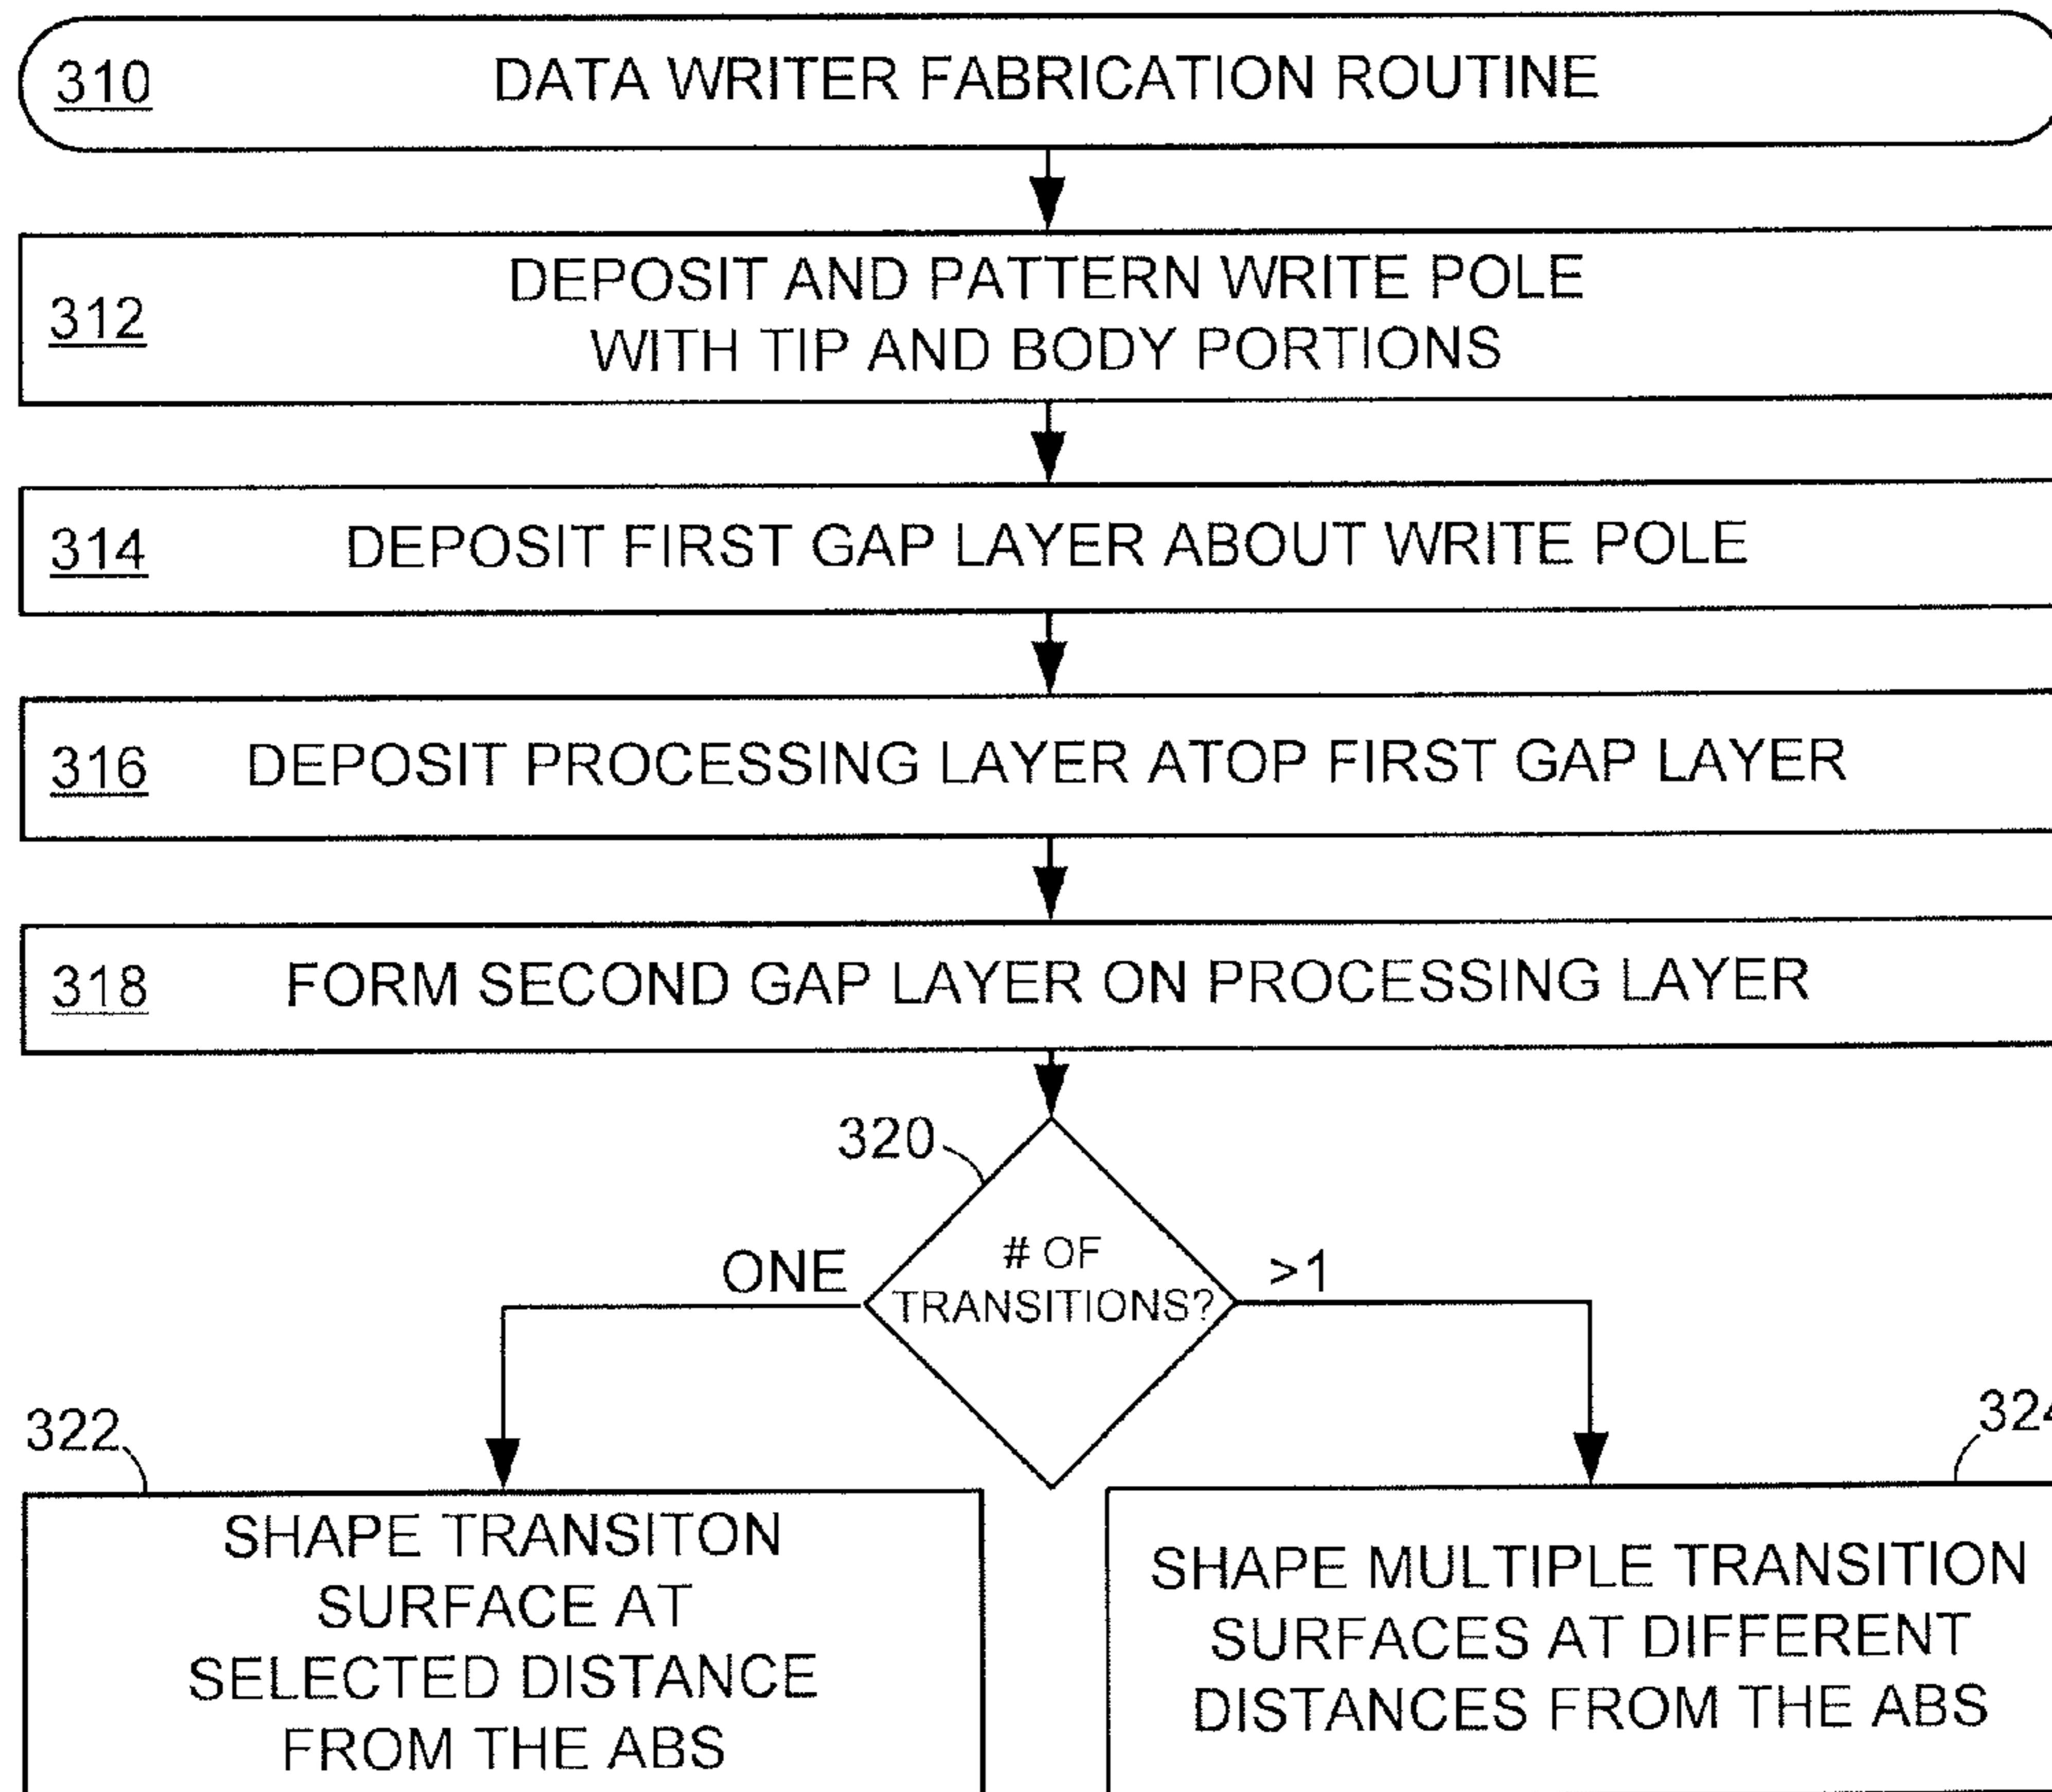 310 DATA WRITER FABRICATION ROUTINE
312 DEPOSIT AND PATTERN WRITE POLE
WITH TIP AND BODY PORTIONS
314 DEPOSIT FIRST GAP LAYER ABOUT WRITE POLE
316 DEPOSIT PROCESSING LAYER ATOP FIRST GAP LAYER
318 FORM SECOND GAP LAYER ON PROCESSING LAYER
320
# OF
TRANSITIONS?
ONE
>1
322
SHAPE TRANSITON
SURFACE AT
SELECTED DISTANCE
FROM THE ABS
324
SHAPE MULTIPLE TRANSITION
SURFACES AT DIFFERENT
DISTANCES FROM THE ABS